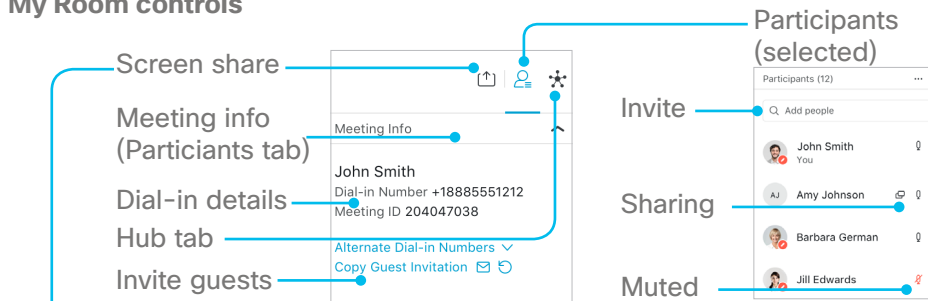 My Room controls
Participants
(selected)
Screen share
Participants (12)
...
Invite
Add people
Meeting info
(Particiants tab)
Meeting Info
John Smith
You
John Smith
Dial-in details
Dial-in Number +18885551212
Meeting ID 204047038
Sharing
AJ
Amy Johnson
Hub tab
Alternate Dial-in Numbers
Barbara German
Invite guests
Copy Guest Invitation
Muted
Jill Edwards